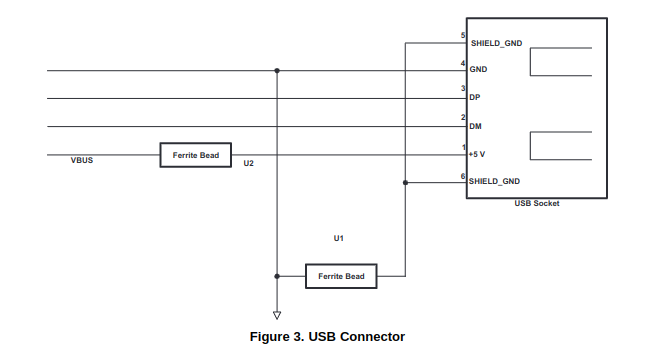 5
SHIELD_GND
4
GND
3
DP
2
DM
1
+5 V
VBUS
Ferrite Bead
U2
6
SHIELD_GND
USB Socket
U1
Ferrite Bead
Figure 3. USB Connector